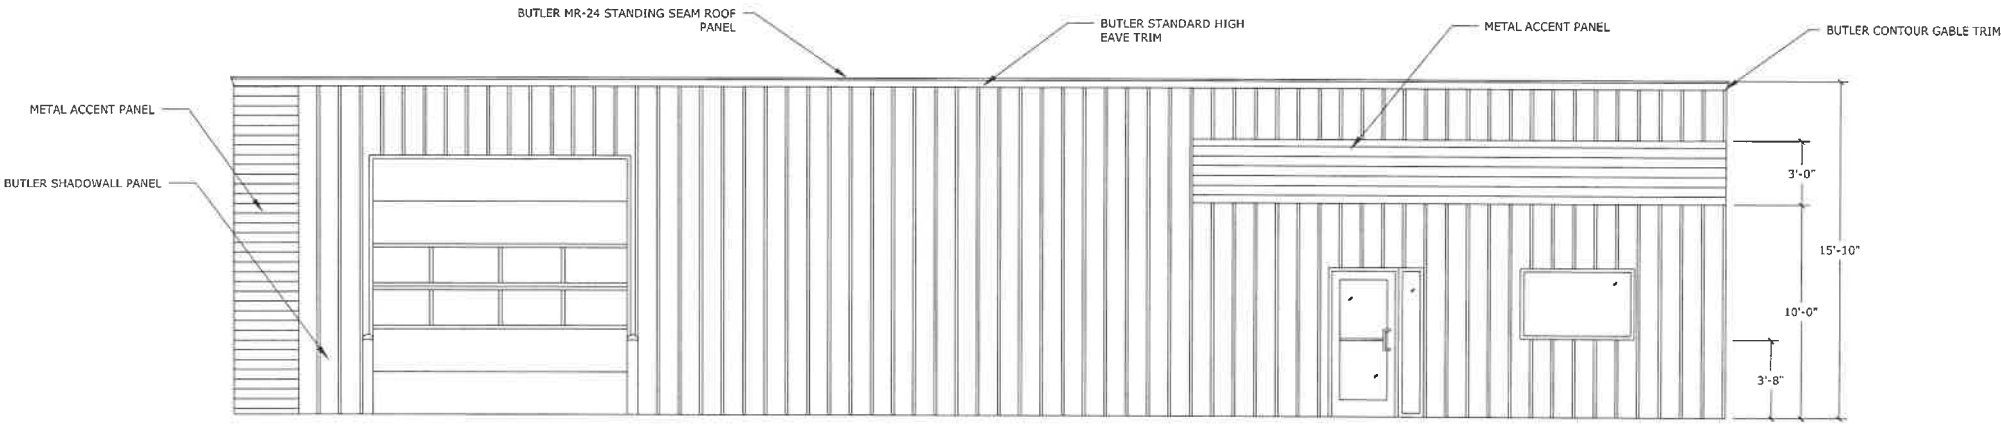 BUTLER MR-24 STANDING SEAM ROOF
PANEL
BUTLER STANDARD HIGH
EAVE TRIM
METAL ACCENT PANEL
BUTLER CONTOUR GABLE TRIM
METAL ACCENT PANEL
BUTLER SHADOWALL PANEL
3'-0"
15'-10"
10'-0"
3'-8"